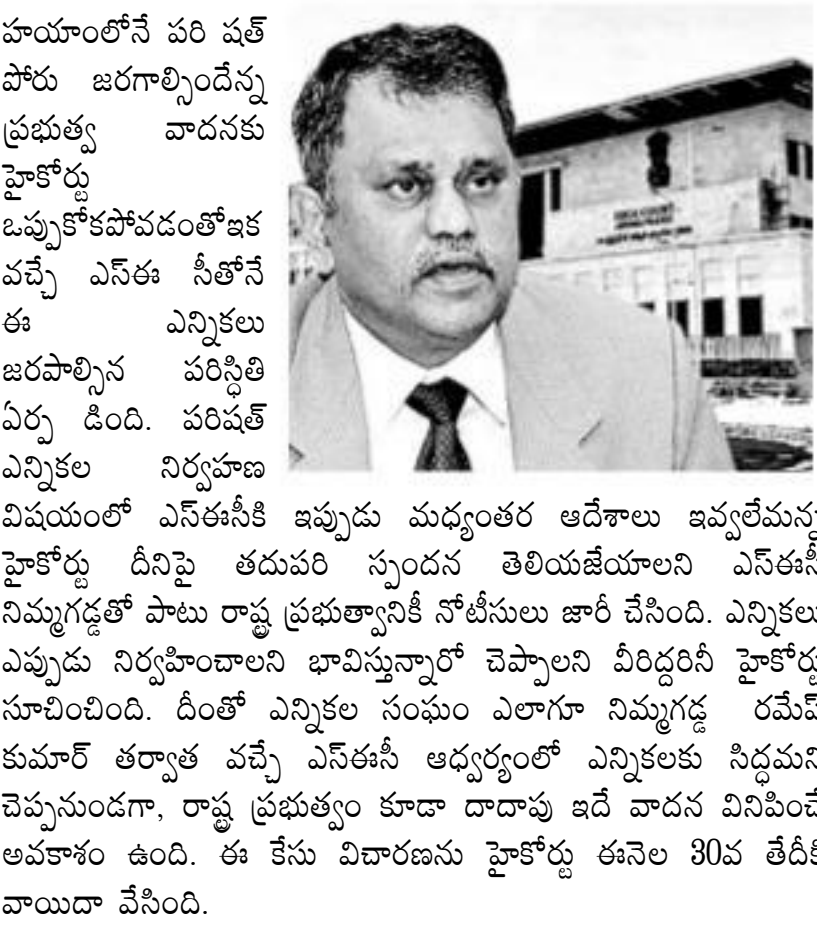 హయాంలోనే పరి షత్
పోరు జరగాల్సిందేన్న
ప్రభుత్వ వాదనకు
హైకోర్టు
ఒప్పుకోకపోవడంతోఇక
వచ్చే ఎస్ఈ సీతోనే
ఈ ఎన్నికలు
జరపాల్సిన పరిస్ధితి
ఏర్ప డింది. పరిషత్
ఎన్నికల నిర్వహణ
విషయంలో ఎస్ఈసీకి ఇప్పుడు మధ్యంతర ఆదేశాలు ఇవ్వలేమన్న
హైకోర్టు దీనిపై తదుపరి స్పందన తెలియజేయాలని ఎస్ఈసీ
నిమ్మగడ్డతో పాటు రాష్ట్ర ప్రభుత్వానికీ నోటీసులు జారీ చేసింది. ఎన్నికలు
ఎప్పుడు నిర్వహించాలని భావిస్తున్నారో చెప్పాలని వీరిద్దరినీ హైకోర్టు
సూచించింది. దీంతో ఎన్నికల సంఘం ఎలాగూ నిమ్మగడ్డ రమేష్
కుమార్ తర్వాత వచ్చే ఎస్ఈసీ ఆధ్వర్యంలో ఎన్నికలకు సిద్ధమని
చెప్పనుండగా, రాష్ట్ర ప్రభుత్వం కూడా దాదాపు ఇదే వాదన వినిపించే
అవకాశం ఉంది. ఈ కేసు విచారణను హైకోర్టు ఈనెల 30వ తేదీకి
వాయిదా వేసింది.